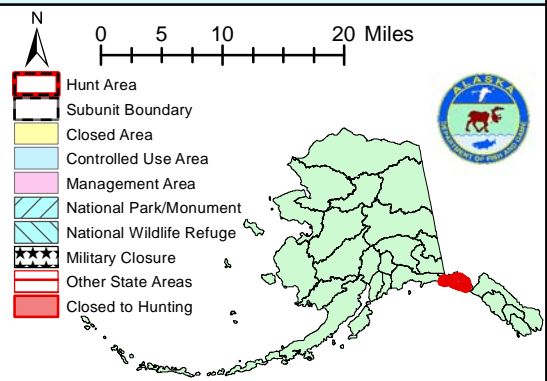 N
0 5 10 20 Miles
Hunt Area
Subunit Boundary
Closed Area
Controlled Use Area
Management Area
National Park/Monument
National Wildlife Refuge
Military Closure
Other State Areas
Closed to Hunting
ALASKA
DEPARTMENT OF FISH AND GAME